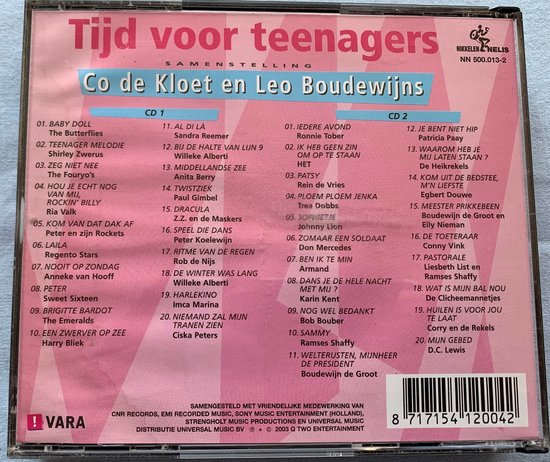 Tijd voor teenagers
NIKKELEN NELIS
NN 500.013-2
SAMENSTELLING
Co de Kloet en Leo Boudewijns
CD 1
01. BABY DOLL
The Butterflies
02. TEENAGER MELODIE
Shirley Zwerus
03. ZEG NIET NEE
The Fouryo's
04. HOU JE ECHT NOG
VAN MIJ,
ROCKIN' BILLY
Ria Valk
05. KOM VAN DAT DAK AF
Peter en zijn Rockets
06. LAILA
Regento Stars
07. NOOIT OP ZONDAG
Anneke van Hooff
08. PETER
Sweet Sixteen
09. BRIGITTE BARDOT
The Emeralds
10. EEN ZWERVER OP ZEE
Harry Bliek
11. AL DI LÀ
Sandra Reemer
12. BIJ DE HALTE VAN LIJN 9
Willeke Alberti
13. MIDDELLANDSE ZEE
Anita Berry
14. TWISTZIEK
Paul Gimbel
15. DRACULA
Z.Z. en de Maskers
16. SPEEL DIE DANS
Peter Koelewijn
17. RITME VAN DE REGEN
Rob de Nijs
18. DE WINTER WAS LANG
Willeke Alberti
19. HARLEKINO
Imca Marina
20. NIEMAND ZAL MIJN
TRANEN ZIEN
Ciska Peters
CD 2
01. IEDERE AVOND
Ronnie Tober
02. IK HEB GEEN ZIN
OM OP TE STAAN
HET
03. PATSY
Rein de Vries
04. PLOEM PLOEM JENKA
Trea Dobbs
05. SOPHIETJE
Johnny Lion
06. ZOMAAR EEN SOLDAAT
Don Mercedes
07. BEN IK TE MIN
Armand
08. DANS JE DE HELE NACHT
MET MIJ ?
Karin Kent
09. NOG WEL BEDANKT
Bob Bouber
10. SAMMY
Ramses Shaffy
11. WELTERUSTEN, MIJNHEER
DE PRESIDENT
Boudewijn de Groot
12. JE BENT NIET HIP
Patricia Paay
13. WAAROM HEB JE
MIJ LATEN STAAN ?
De Heikrekels
14. KOM UIT DE BEDSTEE,
M'N LIEFSTE
Egbert Douwe
15. MEESTER PRIKKEBEEN
Boudewijn de Groot en
Elly Nieman
16. DE TOETERAAR
Conny Vink
17. PASTORALE
Liesbeth List en
Ramses Shaffy
18. WAT IS MIJN BAL NOU
De Clicheemannetjes
19. HUILEN IS VOOR JOU
TE LAAT
Corry en de Rekels
20. MIJN GEBED
D.C. Lewis
! VARA
SAMENGESTELD MET VRIENDELIJKE MEDEWERKING VAN
CNR RECORDS, EMI RECORDED MUSIC, SONY MUSIC ENTERTAINMENT (HOLLAND),
STRENGHOLT MUSIC PRODUCTIONS EN UNIVERSAL MUSIC
DISTRIBUTIE UNIVERSAL MUSIC BV ℗ + © 2003 Q TWO ENTERTAINMENT
8 717154 120042